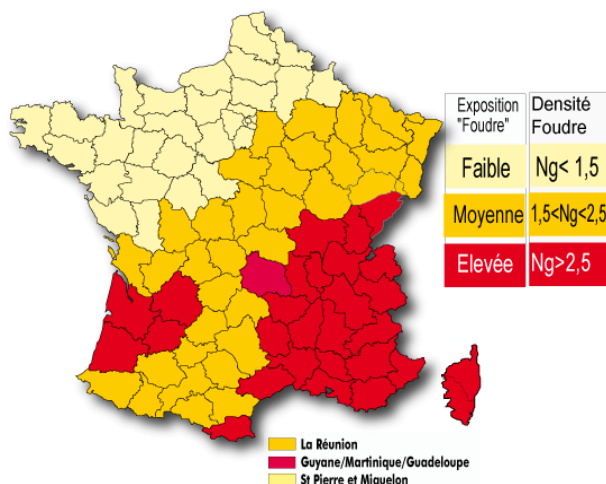 Exposition "Foudre"
Densité Foudre
Faible
Ng< 1,5
Moyenne
1,5<Ng<2,5
Elevée
Ng>2,5
La Réunion
Guyane/Martinique/Guadeloupe
St Pierre et Miquelon